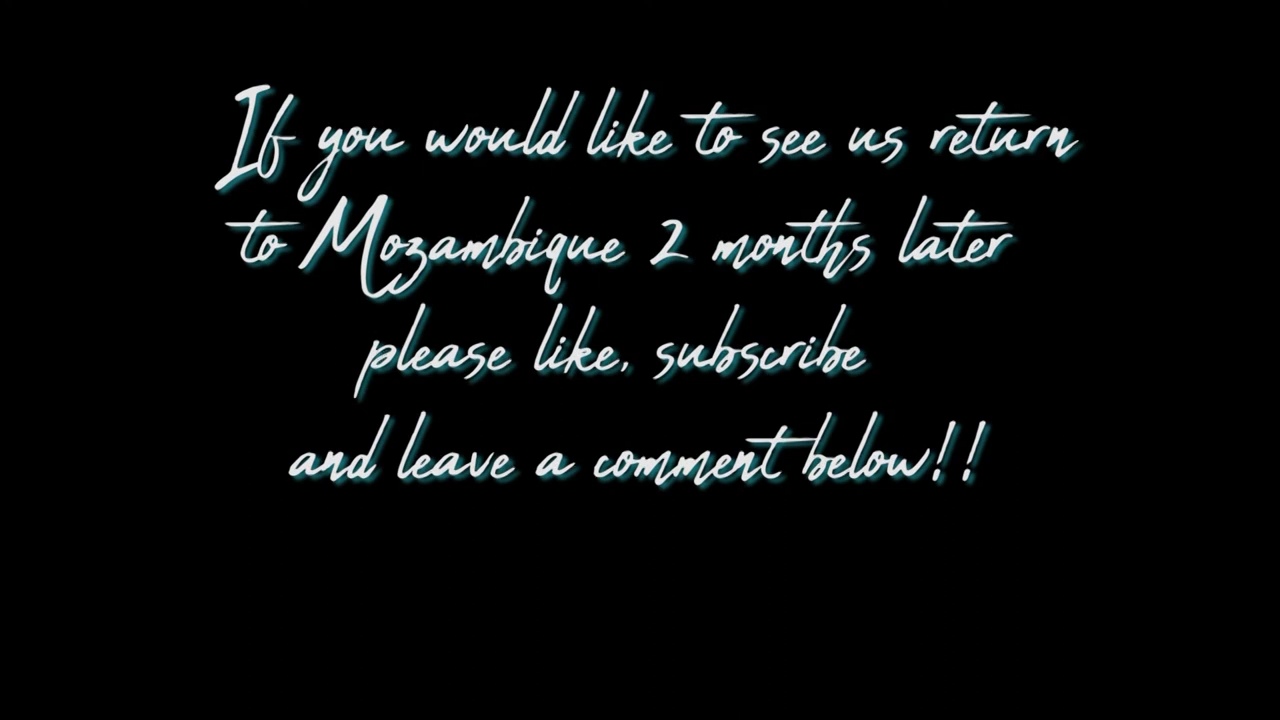 If you would like to see us return
to Mozambique 2 months later
please like, subscribe
and leave a comment below!!